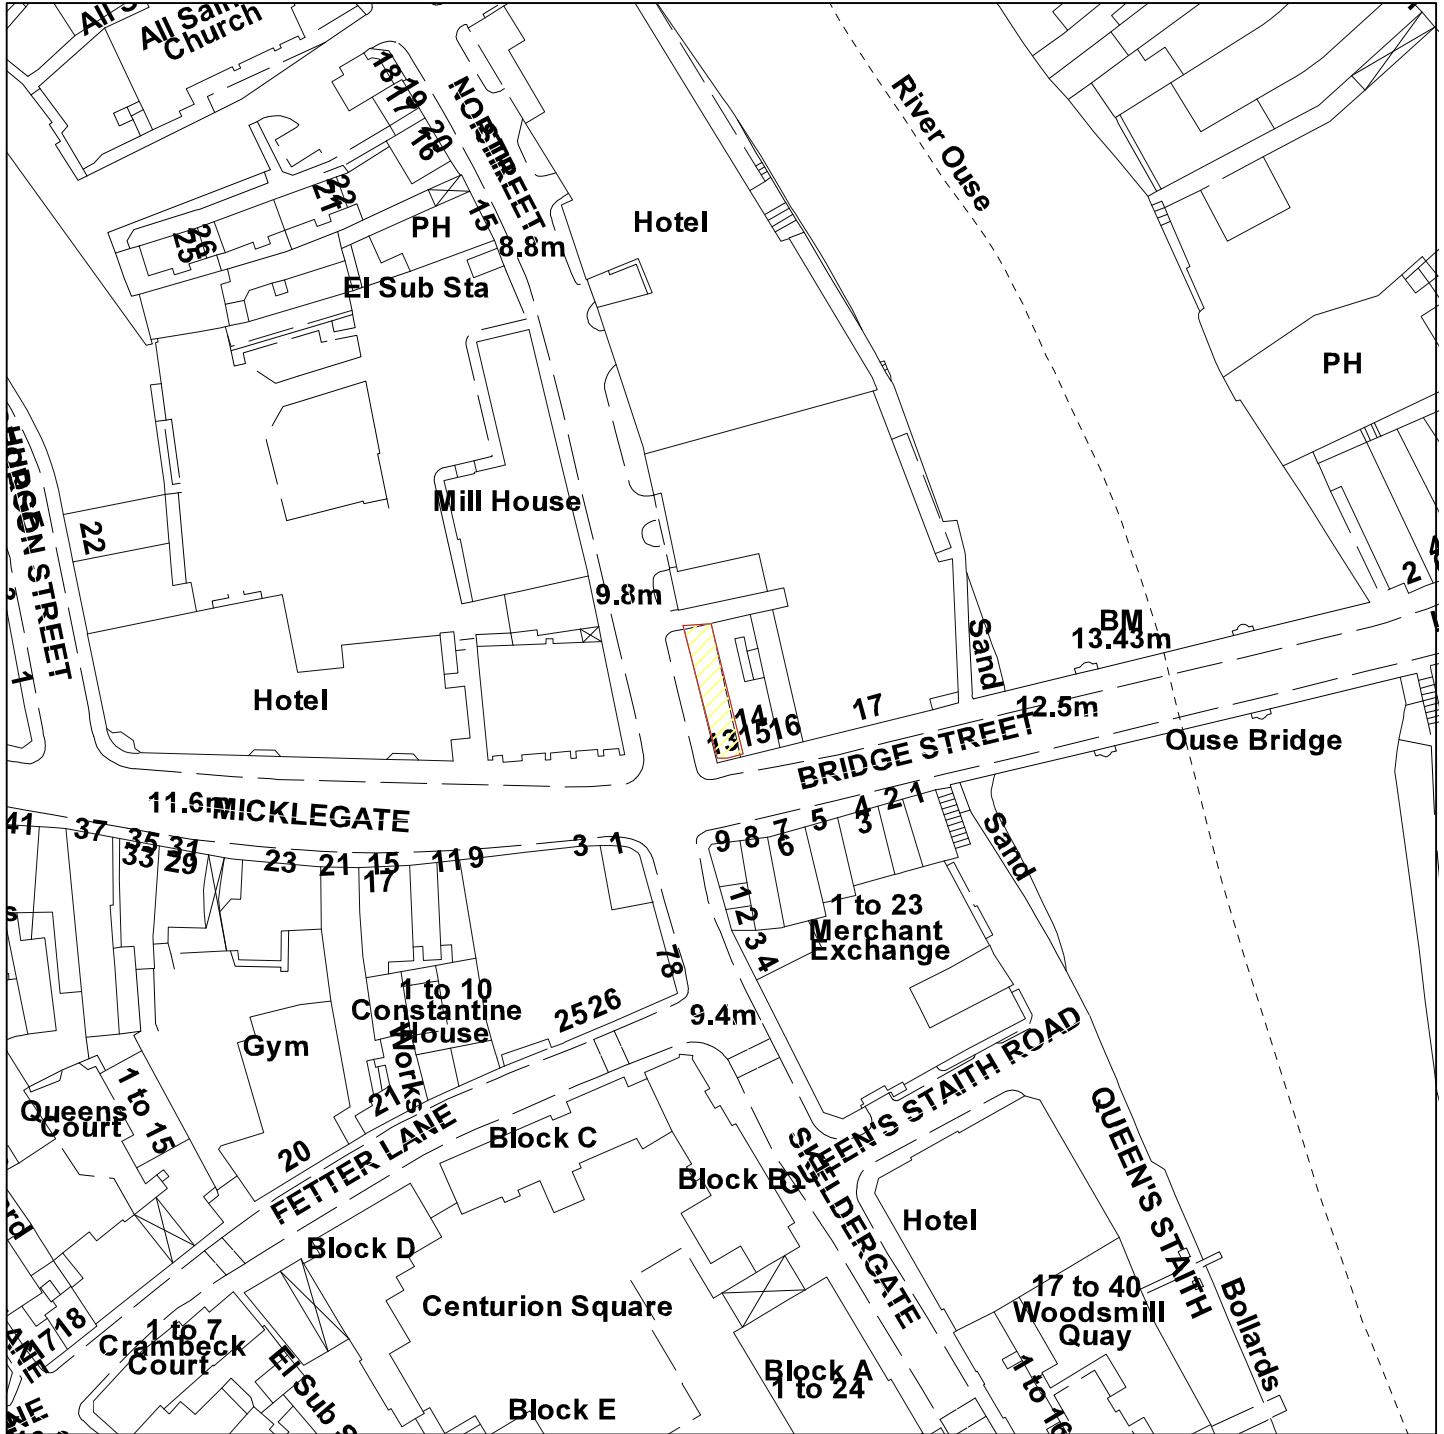 All Sain
Church
River Ouse
NORTH STREET
18
19
17
20
16
22
21
15
PH
26
25
8.8m
Hotel
El Sub Sta
PH
Mill House
HUDSON STREET
22
9.8m
2
BM
13.43m
Sand
1
Hotel
17
12.5m
14
16
15
13
BRIDGE STREET
Ouse Bridge
11.6m
MICKLEGATE
41
37
35
33
31
29
23
21
15
17
11
9
3
1
9
8
7
6
5
4
3
2
1
Sand
1
2
3
4
1 to 23
Merchant
Exchange
78
1 to 10
Constantine
House
Works
25
26
9.4m
Gym
QUEEN'S STAITH ROAD
Queens
Court
1 to 15
21
20
FETTER LANE
Block C
Block B
SKELDERGATE
QUEEN'S STAITH
Hotel
Block D
Centurion Square
17 to 40
Woodsmill
Quay
Bollards
17
18
1 to 7
Crambeck
Court
El Sub S
Block A
1 to 24
1 to 16
Block E